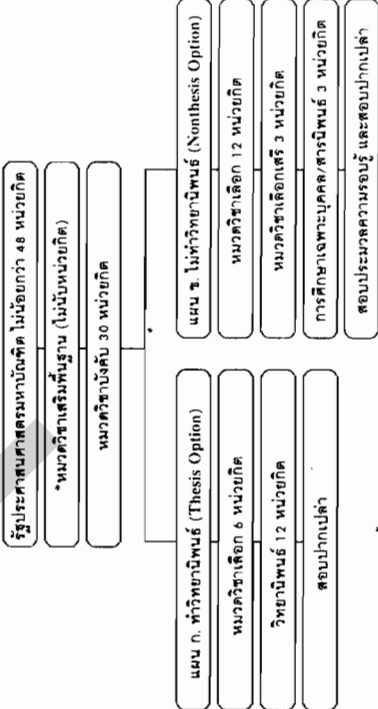 รัฐประศาสนศาสตรมหาบัณฑิต ไม่น้อยกว่า 48 หน่วยกิต
*หมวดวิชาเสริมพื้นฐาน (ไม่นับหน่วยกิต)
หมวดวิชาบังคับ 30 หน่วยกิต
แผน ก. ทำวิทยานิพนธ์ (Thesis Option)
หมวดวิชาเลือก 6 หน่วยกิต
วิทยานิพนธ์ 12 หน่วยกิต
สอบปากเปล่า
แผน ข. ไม่ทำวิทยานิพนธ์ (Nonthesis Option)
หมวดวิชาเลือก 12 หน่วยกิต
หมวดวิชาเลือกเสรี 3 หน่วยกิต
การศึกษาเฉพาะบุคคล/สารนิพนธ์ 3 หน่วยกิต
สอบประมวลความรอบรู้ และสอบปากเปล่า